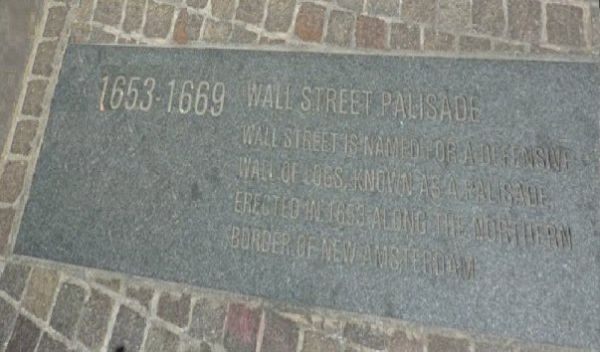 1653-1669 WALL STREET PALISADE
WALL STREET IS NAMED FOR A DEFENSIVE
WALL OF LOGS, KNOWN AS A PALISADE,
ERECTED IN 1653 ALONG THE NORTHERN
BORDER OF NEW AMSTERDAM